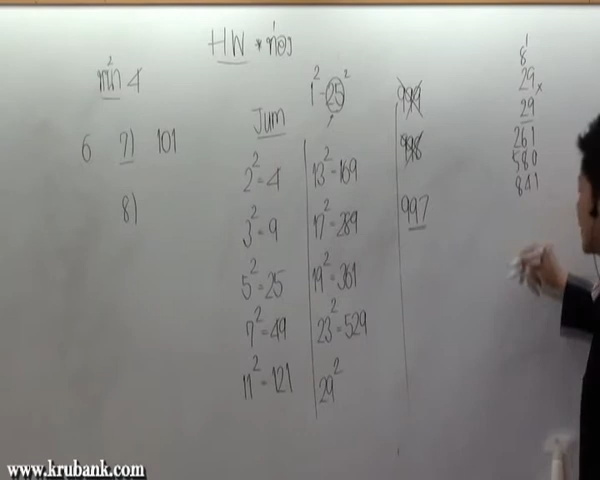 HW * ท่อง
1² - 25²
หน้า 4
6 7) 101
8)
Jum
2² = 4
3² = 9
5² = 25
7² = 49
11² = 121
13² = 169
17² = 289
19² = 361
23² = 529
29²
999
998
997
8
29 x
29
261
580
841
www.krubank.com